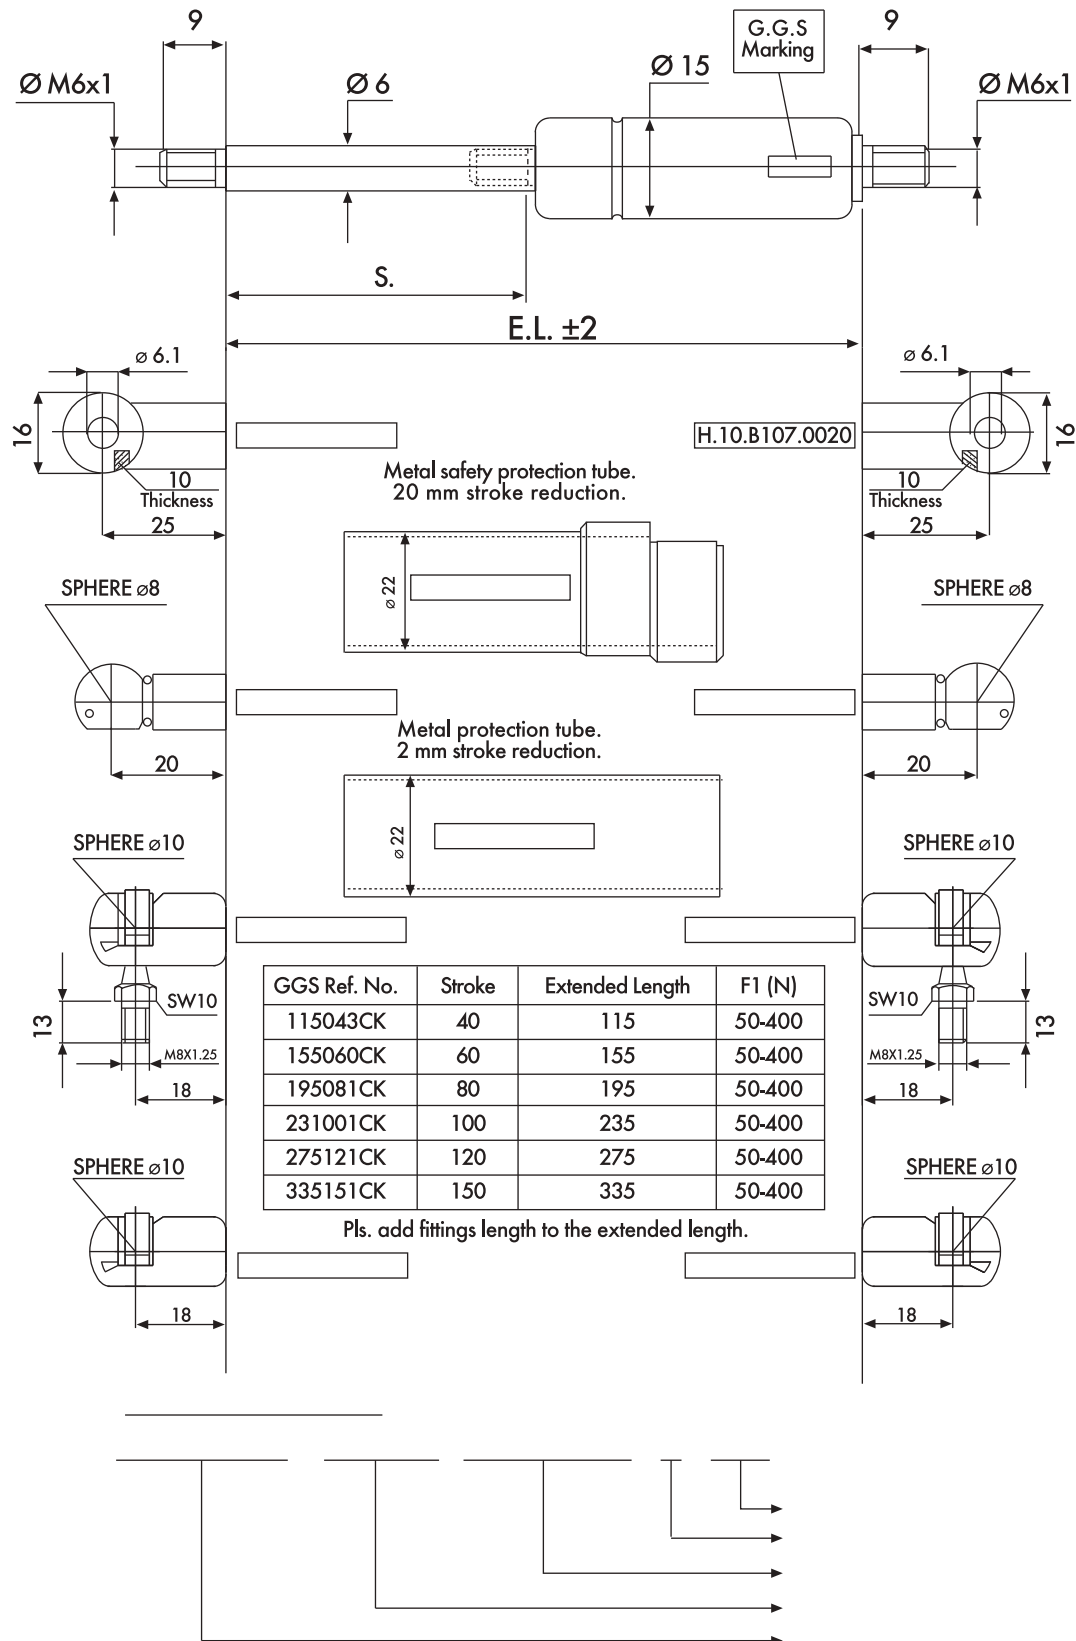 9
G.G.S
Marking
9
Ø M6x1
Ø 6
Ø 15
Ø M6x1
S.
E.L. ±2
ø 6.1
ø 6.1
16
H.10.B107.0020
16
Metal safety protection tube.
20 mm stroke reduction.
10
Thickness
25
10
Thickness
25
ø 22
SPHERE ø8
SPHERE ø8
Metal protection tube.
2 mm stroke reduction.
20
20
ø 22
SPHERE ø10
SPHERE ø10
GGS Ref. No. Stroke Extended Length F1 (N)
115043CK 40 115 50-400
155060CK 60 155 50-400
195081CK 80 195 50-400
231001CK 100 235 50-400
275121CK 120 275 50-400
335151CK 150 335 50-400
SW10
13
M8X1.25
18
SW10
13
M8X1.25
18
SPHERE ø10
SPHERE ø10
Pls. add fittings length to the extended length.
18
18